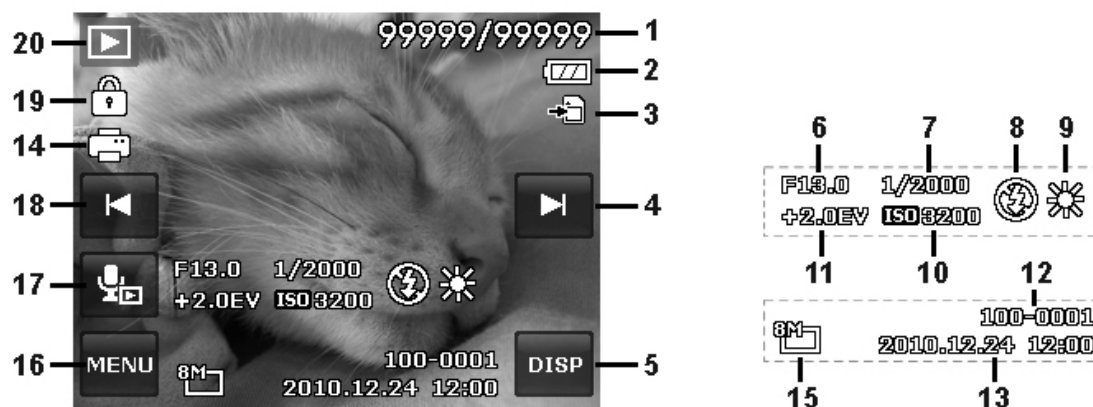 20
99999/99999
1
2
19
3
14
18
4
17
F13.0 1/2000
+2.0EV ISO 3200
16
MENU
8M
100-0001
2010.12.24 12:00
DISP
5
6 7 8 9
F13.0 1/2000
+2.0EV ISO 3200
11 10 12
8M
100-0001
2010.12.24 12:00
15 13